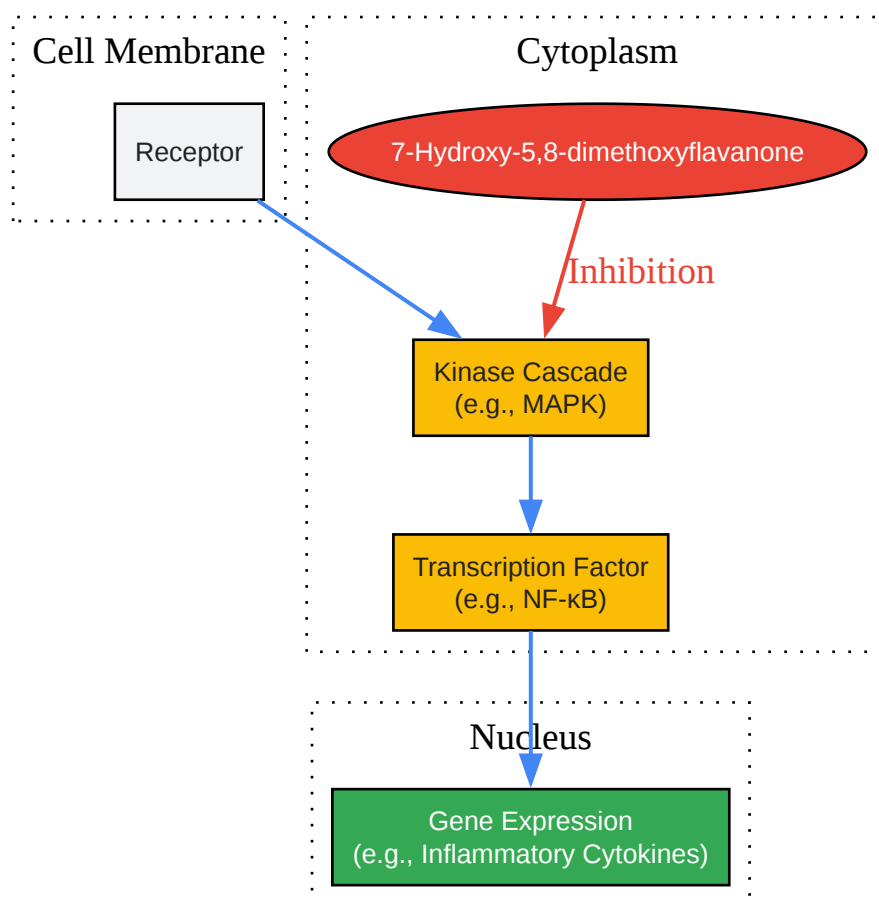 Cell Membrane
Cytoplasm
Receptor
7-Hydroxy-5,8-dimethoxyflavanone
Inhibition
Kinase Cascade
(e.g., MAPK)
Transcription Factor
(e.g., NF-κB)
Nucleus
Gene Expression
(e.g., Inflammatory Cytokines)